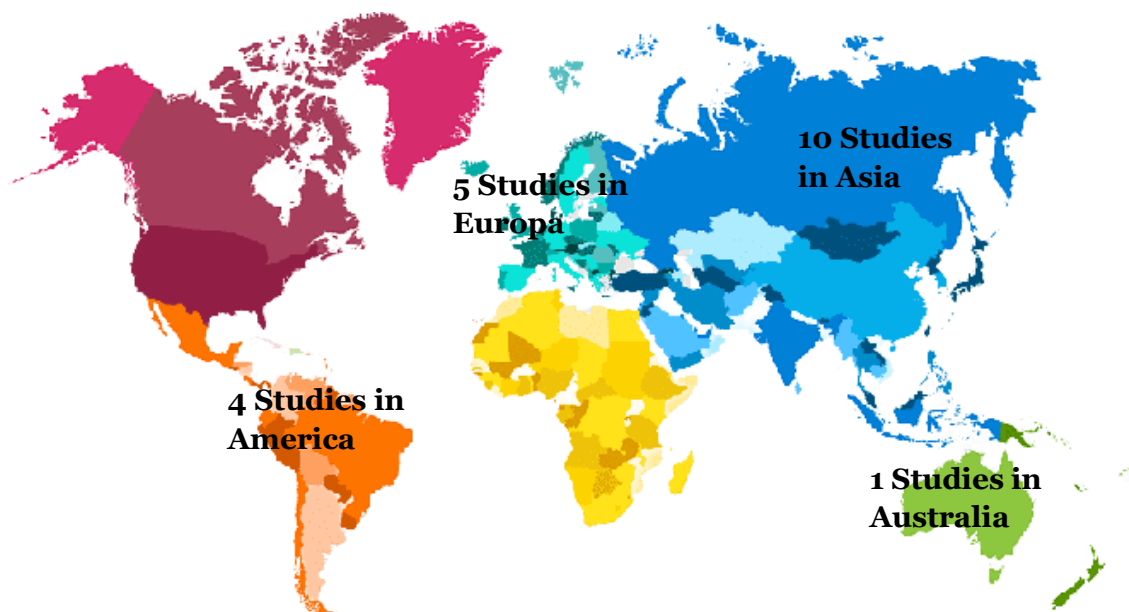 10 Studies
in Asia
5 Studies in
Europa
4 Studies in
America
1 Studies in
Australia